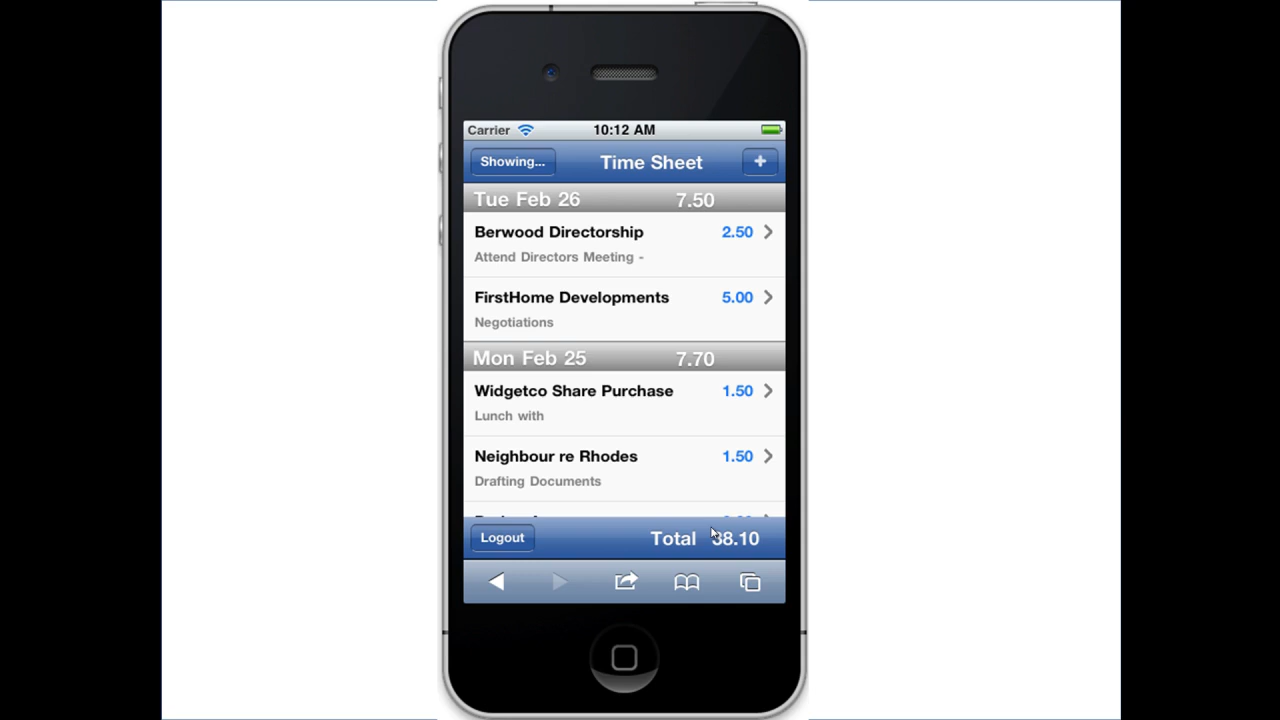 Carrier 10:12 AM
Showing... Time Sheet +
Tue Feb 26 7.50
Berwood Directorship 2.50
Attend Directors Meeting -
FirstHome Developments 5.00
Negotiations
Mon Feb 25 7.70
Widgetco Share Purchase 1.50
Lunch with
Neighbour re Rhodes 1.50
Drafting Documents
Logout Total 38.10